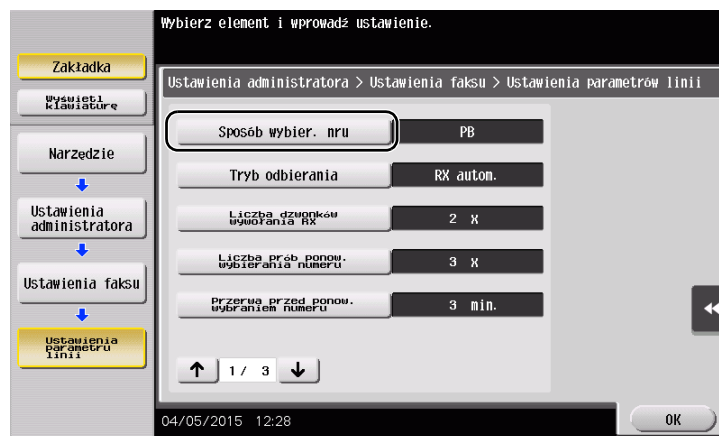 Wybierz element i wprowadź ustawienie.
Zakładka
Wyświetl
klawiaturę
Narzędzie
Ustawienia
administratora
Ustawienia faksu
Ustawienia
parametru
linii
Ustawienia administratora > Ustawienia faksu > Ustawienia parametrów linii
Sposób wybier. nru
PB
Tryb odbierania
RX autom.
Liczba dzwonków
wywołania RX
2 X
Liczba prób ponow.
wybierania numeru
3 X
Przerwa przed ponow.
wybraniem numeru
3 min.
1/ 3
04/05/2015 12:28
OK